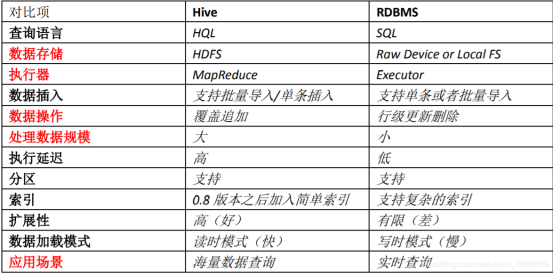 对比项 Hive RDBMS
查询语言 HQL SQL
数据存储 HDFS Raw Device or Local FS
执行器 MapReduce Executor
数据插入 支持批量导入/单条插入 支持单条或者批量导入
数据操作 覆盖追加 行级更新删除
处理数据规模 大 小
执行延迟 高 低
分区 支持 支持
索引 0.8 版本之后加入简单索引 支持复杂的索引
扩展性 高（好） 有限（差）
数据加载模式 读时模式（快） 写时模式（慢）
应用场景 海量数据查询 实时查询